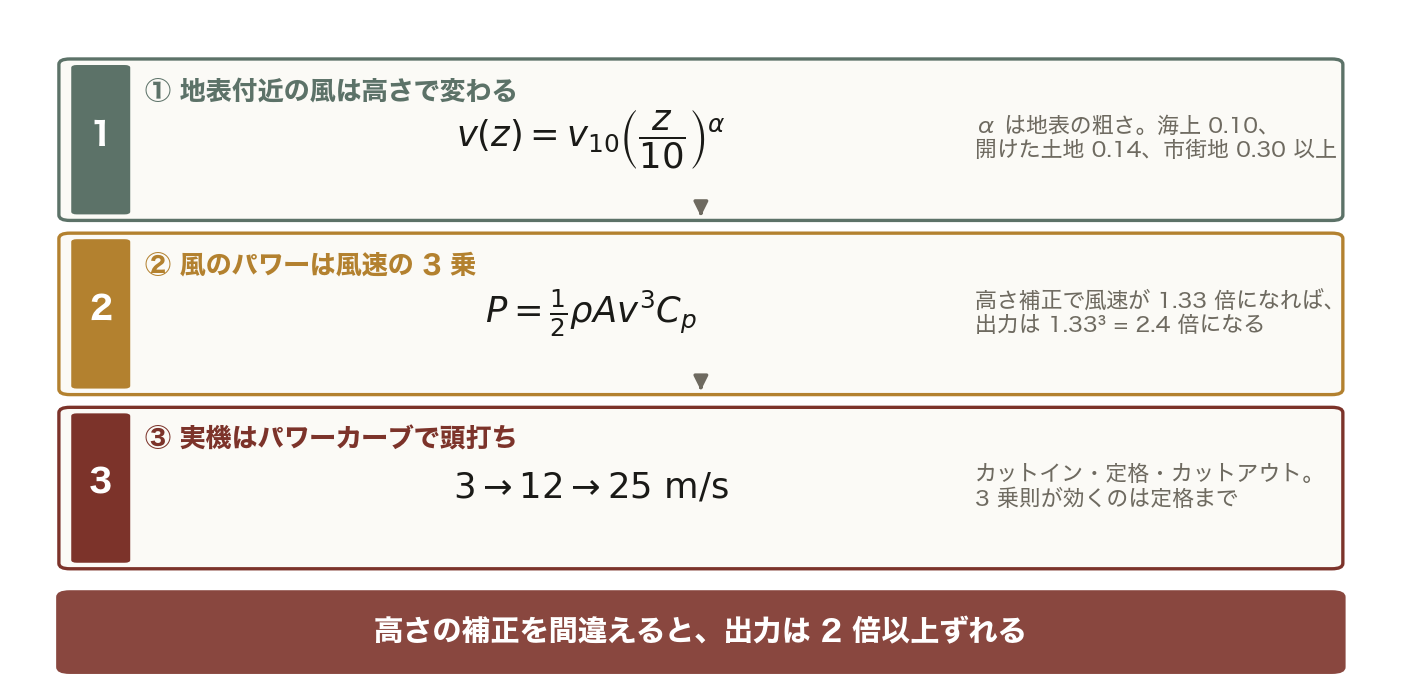 1
① 地表付近の風は高さで変わる
v(z) = v₁₀(z/10)^α
α は地表の粗さ。海上 0.10、
開けた土地 0.14、市街地 0.30 以上
2
② 風のパワーは風速の 3 乗
P = ½ρAv³Cₚ
高さ補正で風速が 1.33 倍になれば、
出力は 1.33³ = 2.4 倍になる
3
③ 実機はパワーカーブで頭打ち
3 → 12 → 25 m/s
カットイン・定格・カットアウト。
3 乗則が効くのは定格まで
高さの補正を間違えると、出力は 2 倍以上ずれる